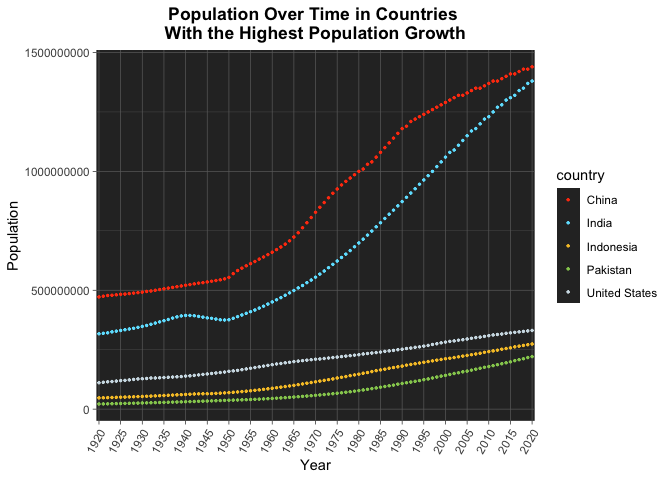 Population Over Time in Countries
With the Highest Population Growth
Population
1500000000
1000000000
500000000
0
1920 1925 1930 1935 1940 1945 1950 1955 1960 1965 1970 1975 1980 1985 1990 1995 2000 2005 2010 2015 2020
Year
country
China
India
Indonesia
Pakistan
United States